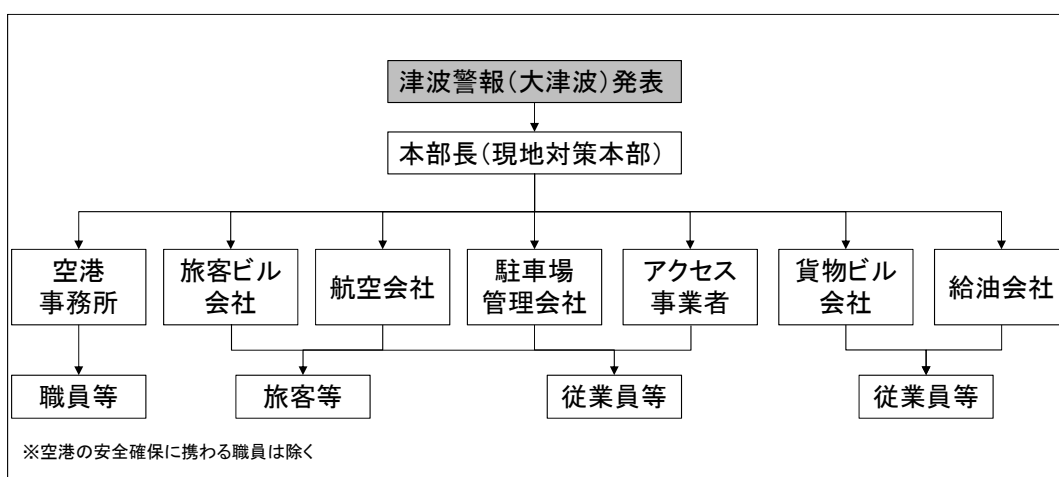 津波警報（大津波）発表
本部長（現地対策本部）
空港
事務所
旅客ビル
会社
航空会社
駐車場
管理会社
アクセス
事業者
貨物ビル
会社
給油会社
職員等
旅客等
従業員等
従業員等
※空港の安全確保に携わる職員は除く